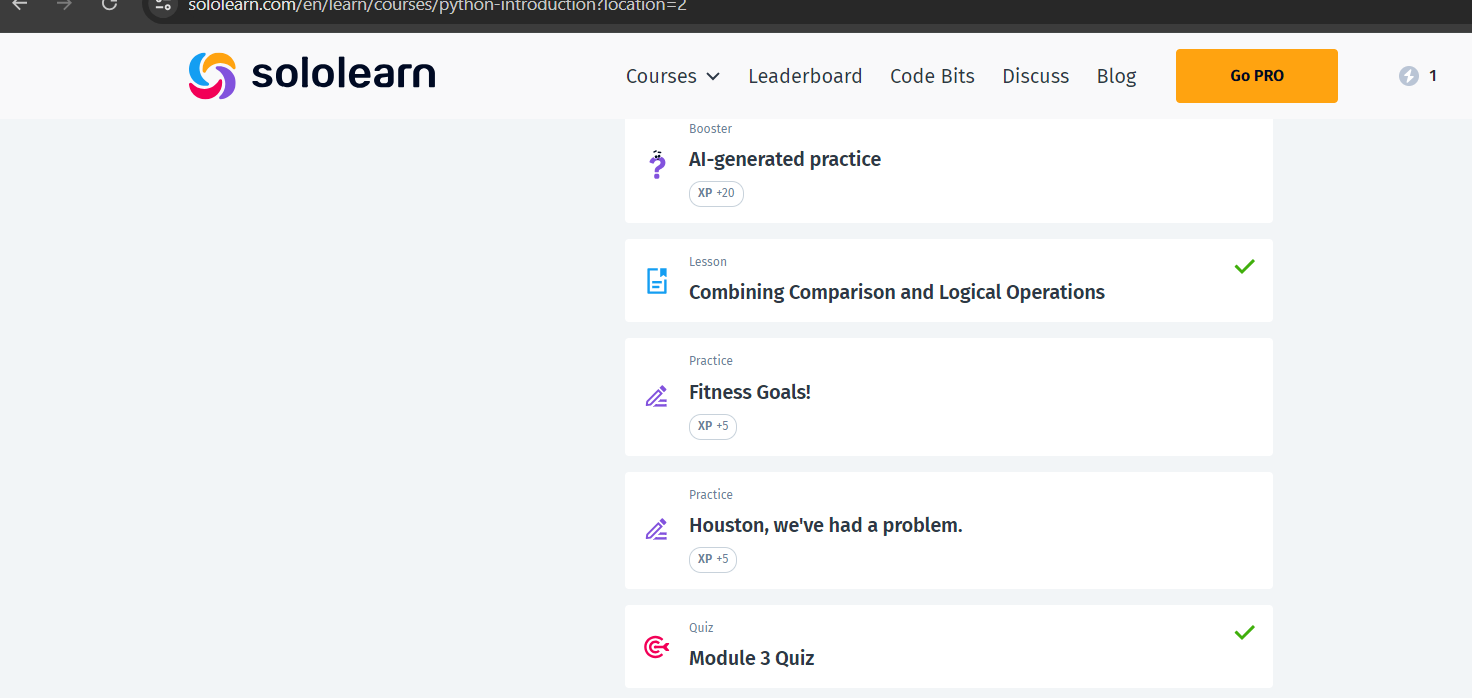 sololearn.com/en/learn/courses/python-introduction?location=2
sololearn Courses Leaderboard Code Bits Discuss Blog Go PRO 1
Booster
AI-generated practice
XP +20
Lesson
Combining Comparison and Logical Operations
Practice
Fitness Goals!
XP +5
Practice
Houston, we've had a problem.
XP +5
Quiz
Module 3 Quiz